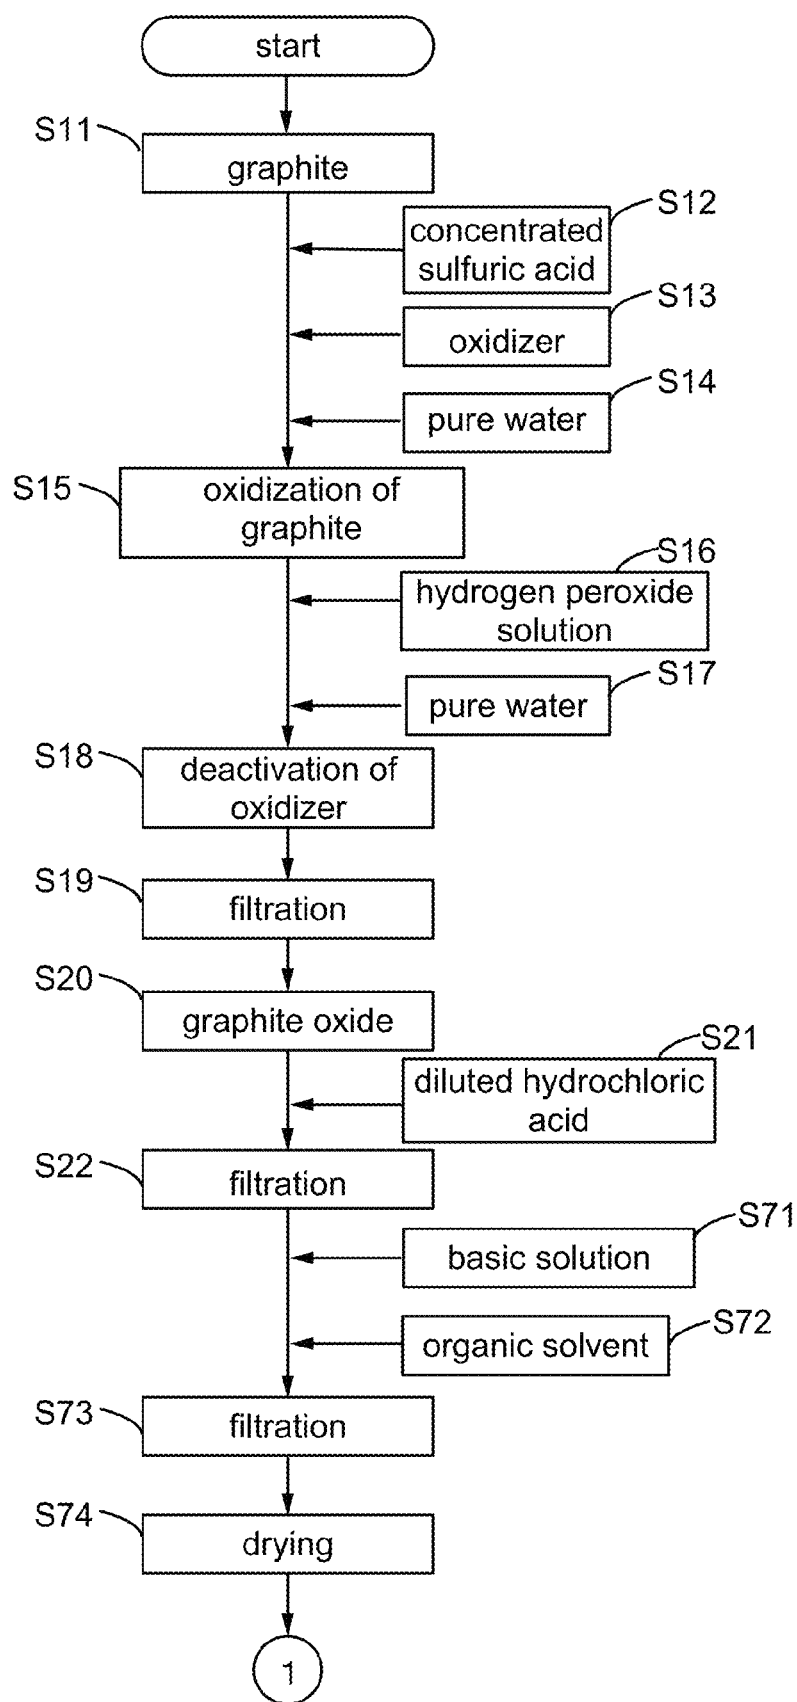 start
S11
graphite
S12
concentrated
sulfuric acid
S13
oxidizer
S14
pure water
S15
oxidization of
graphite
S16
hydrogen peroxide
solution
S17
pure water
S18
deactivation of
oxidizer
S19
filtration
S20
graphite oxide
S21
diluted hydrochloric
acid
S22
filtration
S71
basic solution
S72
organic solvent
S73
filtration
S74
drying
1